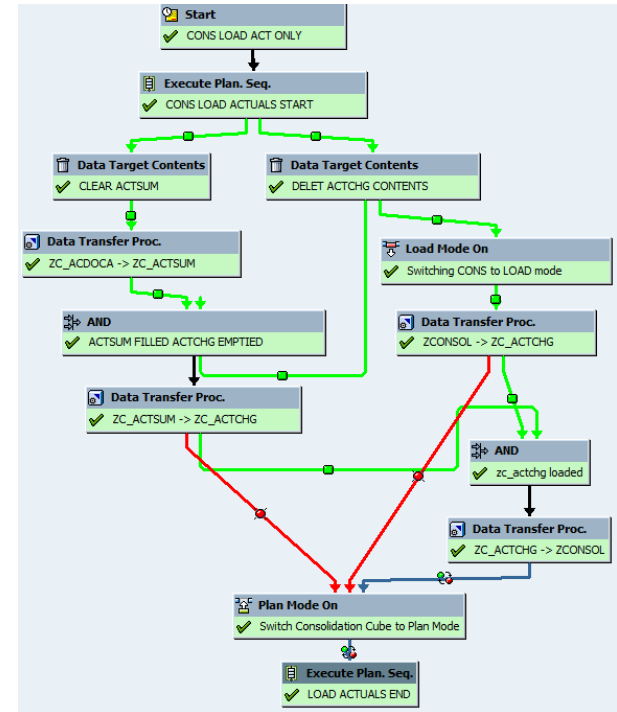 Start
CONS LOAD ACT ONLY
Execute Plan. Seq.
CONS LOAD ACTUALS START
Data Target Contents
CLEAR ACTSUM
Data Target Contents
DELET ACTCHG CONTENTS
Data Transfer Proc.
ZC_ACDOCA -> ZC_ACTSUM
Load Mode On
Switching CONS to LOAD mode
AND
ACTSUM FILLED ACTCHG EMPTIED
Data Transfer Proc.
ZCONSOL -> ZC_ACTCHG
Data Transfer Proc.
ZC_ACTSUM -> ZC_ACTCHG
AND
zc_actchg loaded
Data Transfer Proc.
ZC_ACTCHG -> ZCONSOL
Plan Mode On
Switch Consolidation Cube to Plan Mode
Execute Plan. Seq.
LOAD ACTUALS END